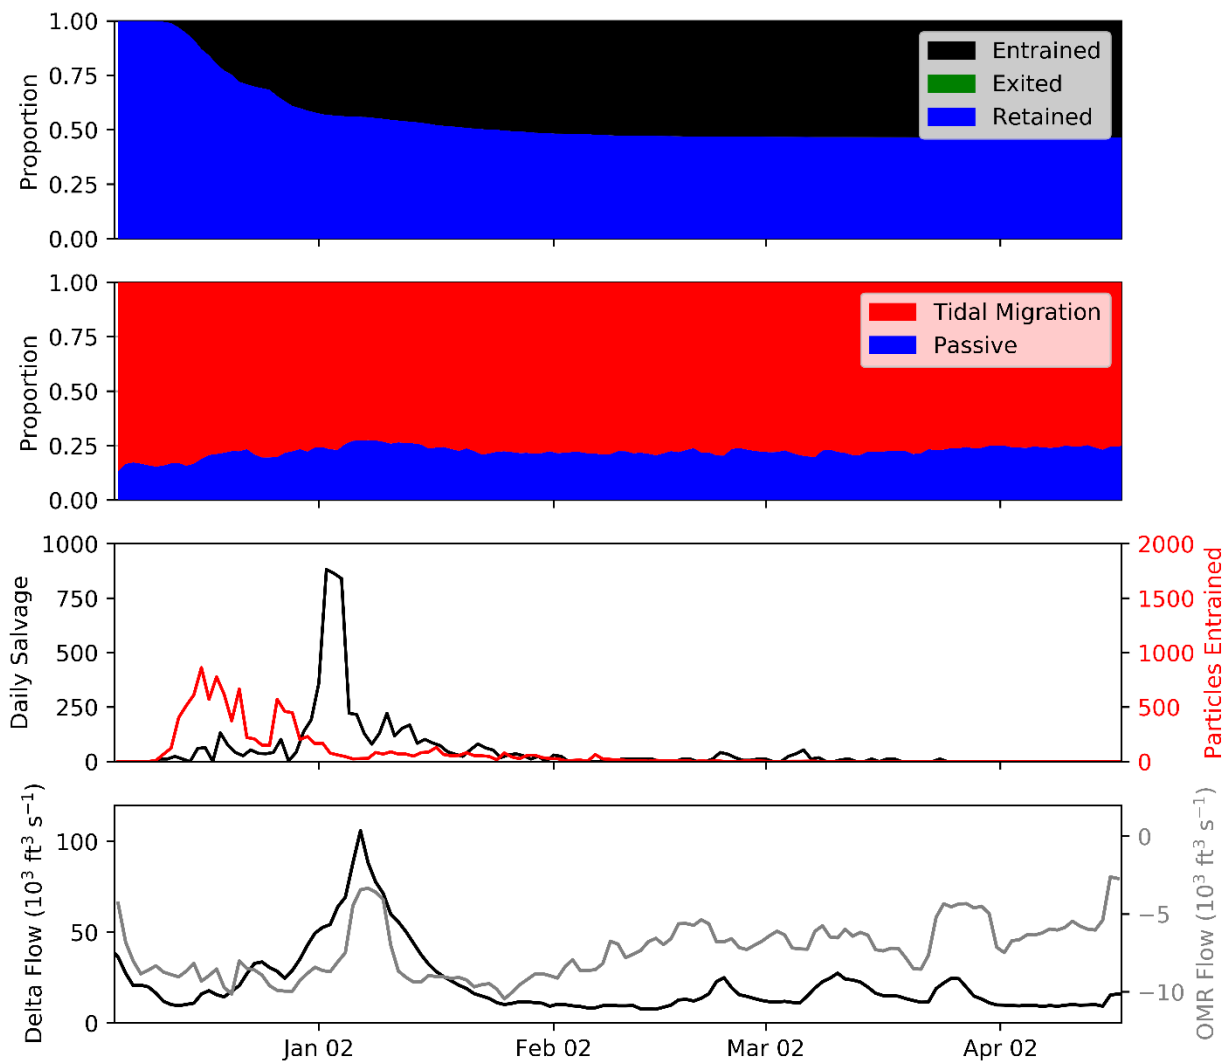 1.00
0.75
0.50
0.25
0.00
Proportion
Entrained
Exited
Retained
1.00
0.75
0.50
0.25
0.00
Proportion
Tidal Migration
Passive
1000
750
500
250
0
Daily Salvage
2000
1500
1000
500
0
Particles Entrained
100
50
0
Delta Flow (10³ ft³ s⁻¹)
0
−5
−10
OMR Flow (10³ ft³ s⁻¹)
Jan 02
Feb 02
Mar 02
Apr 02